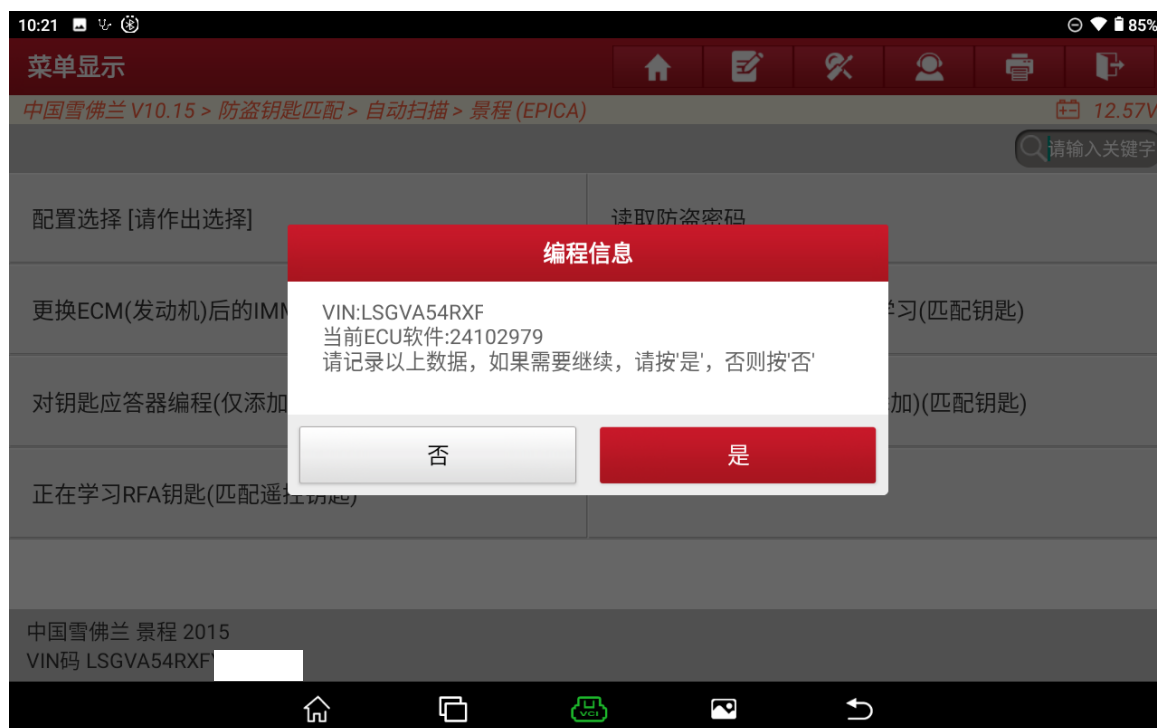 10:21
85%
菜单显示
中国雪佛兰 V10.15 > 防盗钥匙匹配 > 自动扫描 > 景程 (EPICA)
12.57V
请输入关键字
配置选择 [请作出选择]
读取防盗密码
编程信息
更换ECM(发动机)后的IMM
学习(匹配钥匙)
VIN:LSGVA54RXF
当前ECU软件:24102979
请记录以上数据，如果需要继续，请按'是'，否则按'否'
对钥匙应答器编程(仅添加
加)(匹配钥匙)
否
是
正在学习RFA钥匙(匹配遥控钥匙)
中国雪佛兰 景程 2015
VIN码 LSGVA54RXF
VCI